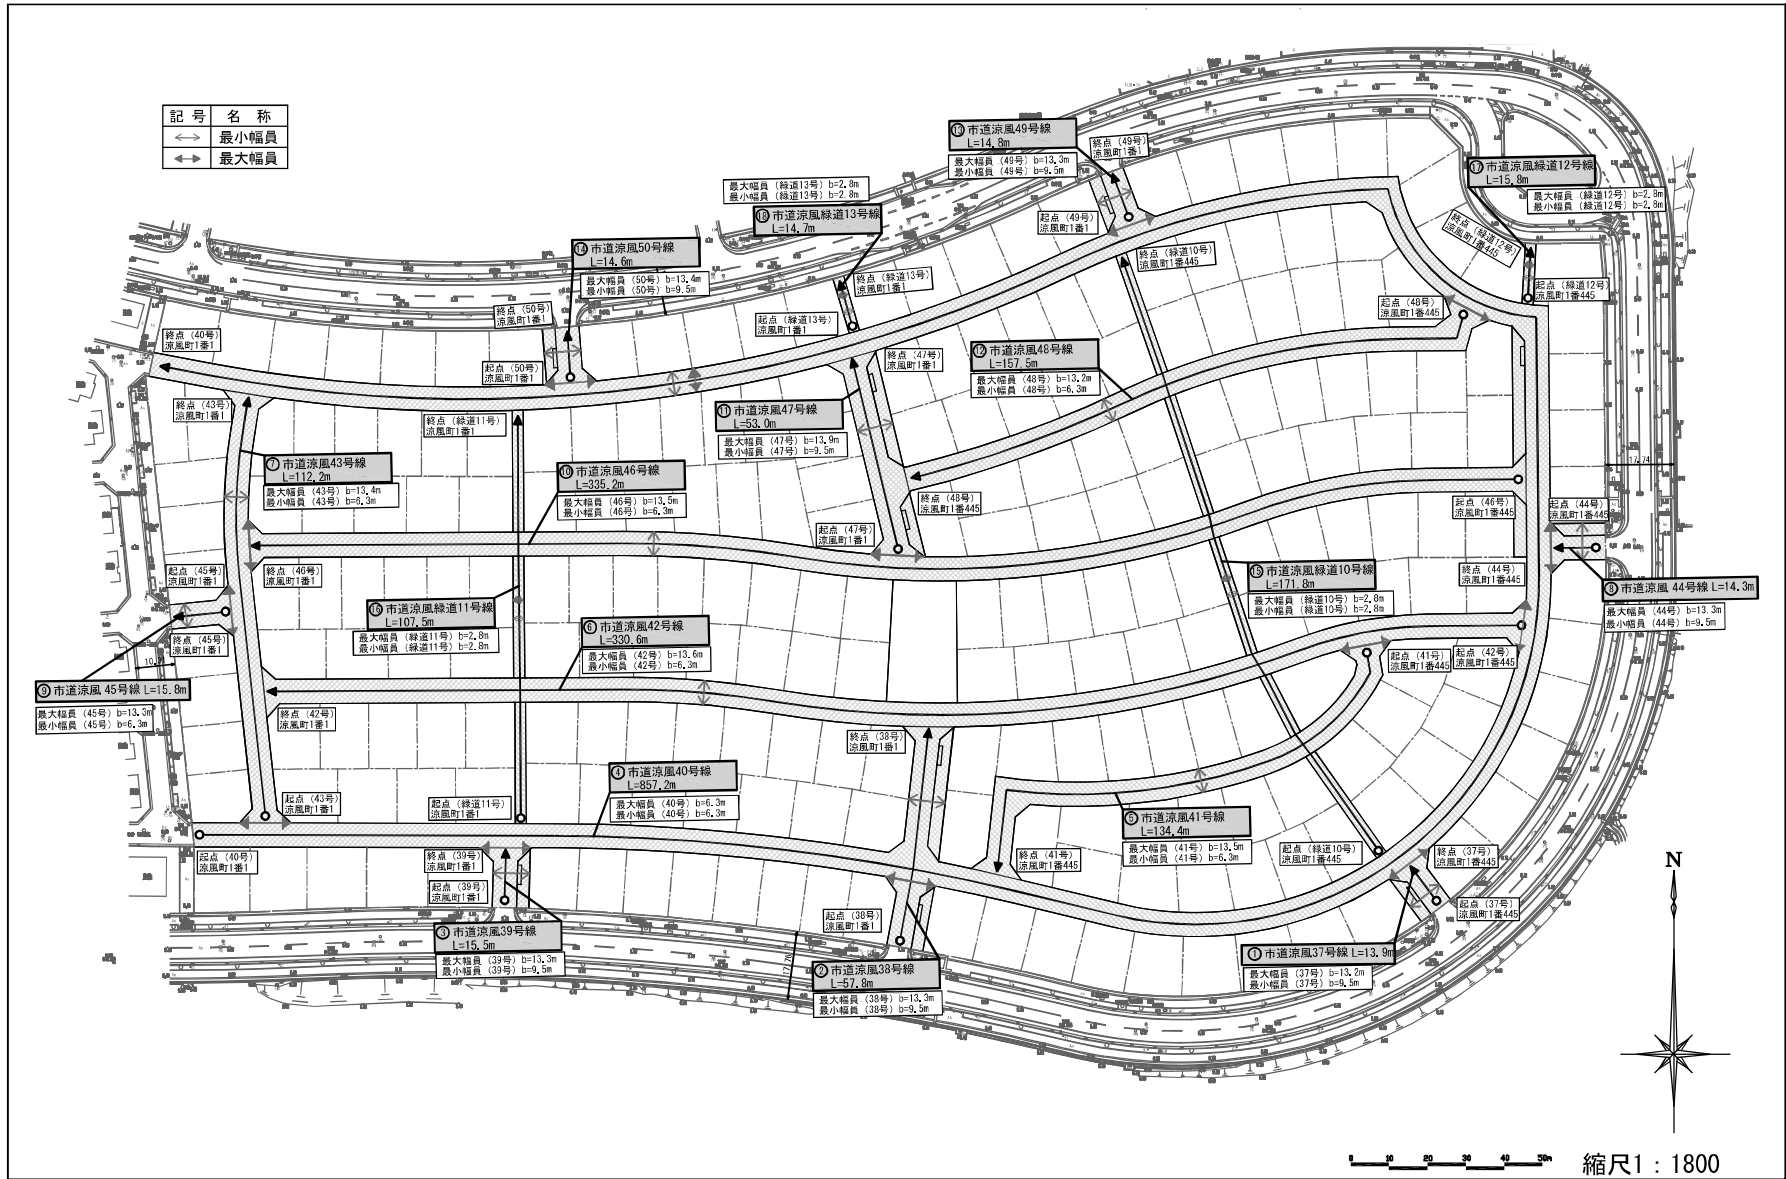 記号 名称
最小幅員
最大幅員
⑬ 市道涼風49号線
L=14.8m
最大幅員 (49号) b=13.3m
最小幅員 (49号) b=9.5m
終点 (49号)
涼風町1番1
起点 (49号)
涼風町1番1
⑰ 市道涼風緑道12号線
L=15.8m
最大幅員 (緑道12号) b=2.8m
最小幅員 (緑道12号) b=2.8m
終点 (緑道12号)
涼風町1番445
起点 (緑道12号)
涼風町1番445
最大幅員 (緑道13号) b=2.8m
最小幅員 (緑道13号) b=2.8m
⑱ 市道涼風緑道13号線
L=14.7m
終点 (緑道13号)
涼風町1番1
起点 (緑道13号)
涼風町1番1
終点 (緑道10号)
涼風町1番445
⑭ 市道涼風50号線
L=14.6m
最大幅員 (50号) b=13.4m
最小幅員 (50号) b=9.5m
終点 (50号)
涼風町1番1
起点 (50号)
涼風町1番1
終点 (40号)
涼風町1番1
起点 (48号)
涼風町1番445
終点 (47号)
涼風町1番1
⑫ 市道涼風48号線
L=157.5m
最大幅員 (48号) b=13.2m
最小幅員 (48号) b=6.3m
終点 (43号)
涼風町1番1
終点 (緑道11号)
涼風町1番1
⑪ 市道涼風47号線
L=53.0m
最大幅員 (47号) b=13.9m
最小幅員 (47号) b=9.5m
⑦ 市道涼風43号線
L=112.2m
最大幅員 (43号) b=13.4m
最小幅員 (43号) b=6.3m
⑩ 市道涼風46号線
L=335.2m
最大幅員 (46号) b=13.5m
最小幅員 (46号) b=6.3m
17.74
終点 (48号)
涼風町1番445
起点 (46号)
涼風町1番445
起点 (44号)
涼風町1番445
起点 (47号)
涼風町1番1
起点 (45号)
涼風町1番1
終点 (46号)
涼風町1番1
終点 (44号)
涼風町1番445
⑮ 市道涼風緑道10号線
L=171.8m
最大幅員 (緑道10号) b=2.8m
最小幅員 (緑道10号) b=2.8m
⑧ 市道涼風 44号線 L=14.3m
最大幅員 (44号) b=13.3m
最小幅員 (44号) b=9.5m
⑯ 市道涼風緑道11号線
L=107.5m
最大幅員 (緑道11号) b=2.8m
最小幅員 (緑道11号) b=2.8m
⑥ 市道涼風42号線
L=330.6m
最大幅員 (42号) b=13.6m
最小幅員 (42号) b=6.3m
終点 (45号)
涼風町1番1
起点 (41号)
涼風町1番445
起点 (42号)
涼風町1番445
⑨ 市道涼風 45号線 L=15.8m
最大幅員 (45号) b=13.3m
最小幅員 (45号) b=6.3m
終点 (42号)
涼風町1番1
終点 (38号)
涼風町1番1
④ 市道涼風40号線
L=857.2m
最大幅員 (40号) b=6.3m
最小幅員 (40号) b=6.3m
起点 (43号)
涼風町1番1
起点 (緑道11号)
涼風町1番1
⑤ 市道涼風41号線
L=134.4m
最大幅員 (41号) b=13.5m
最小幅員 (41号) b=6.3m
起点 (40号)
涼風町1番1
終点 (39号)
涼風町1番1
起点 (39号)
涼風町1番1
終点 (41号)
涼風町1番445
起点 (緑道10号)
涼風町1番445
終点 (37号)
涼風町1番445
起点 (37号)
涼風町1番445
起点 (38号)
涼風町1番1
③ 市道涼風39号線
L=15.5m
最大幅員 (39号) b=13.3m
最小幅員 (39号) b=9.5m
17.76
② 市道涼風38号線
L=57.8m
最大幅員 (38号) b=13.3m
最小幅員 (38号) b=9.5m
① 市道涼風37号線 L=13.9m
最大幅員 (37号) b=13.2m
最小幅員 (37号) b=9.5m
N
0 10 20 30 40 50m
縮尺1：1800